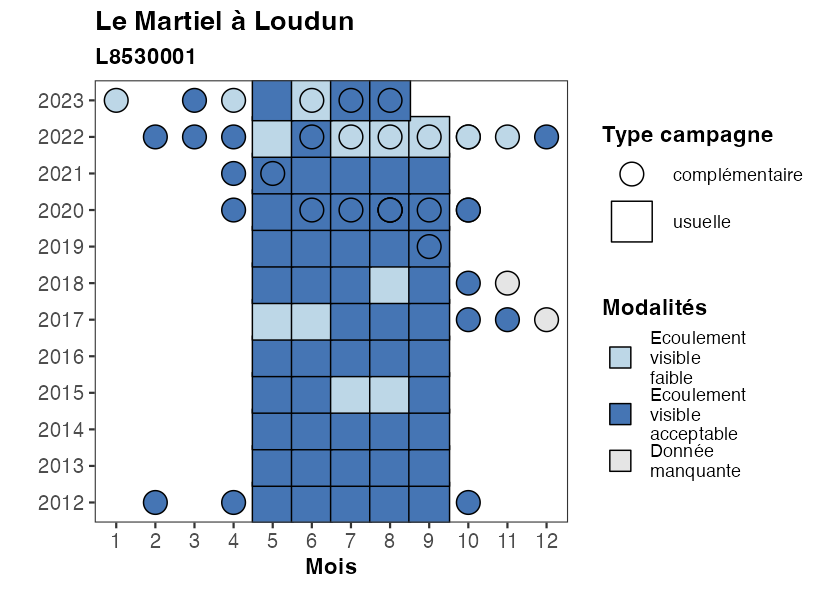 Le Martiel à Loudun
L8530001
2023
2022
2021
2020
2019
2018
2017
2016
2015
2014
2013
2012
1 2 3 4 5 6 7 8 9 10 11 12
Mois
Type campagne
complémentaire
usuelle
Modalités
Ecoulement
visible
faible
Ecoulement
visible
acceptable
Donnée
manquante